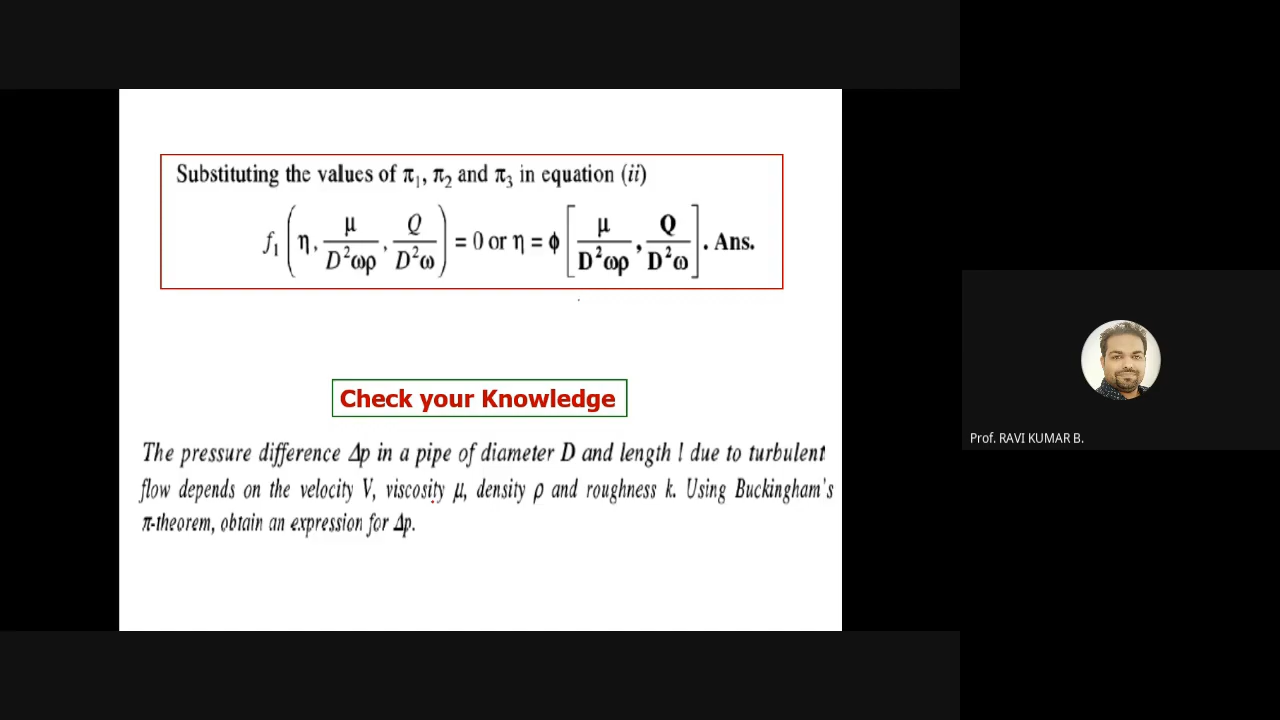 Substituting the values of π₁, π₂ and π₃ in equation (ii)
f₁ (η, μ/D²ωρ, Q/D²ω) = 0 or η = ϕ [μ/D²ωρ, Q/D²ω]. Ans.
Check your Knowledge
The pressure difference Δp in a pipe of diameter D and length l due to turbulent
flow depends on the velocity V, viscosity μ, density ρ and roughness k. Using Buckingham's
π-theorem, obtain an expression for Δp.
Prof. RAVI KUMAR B.